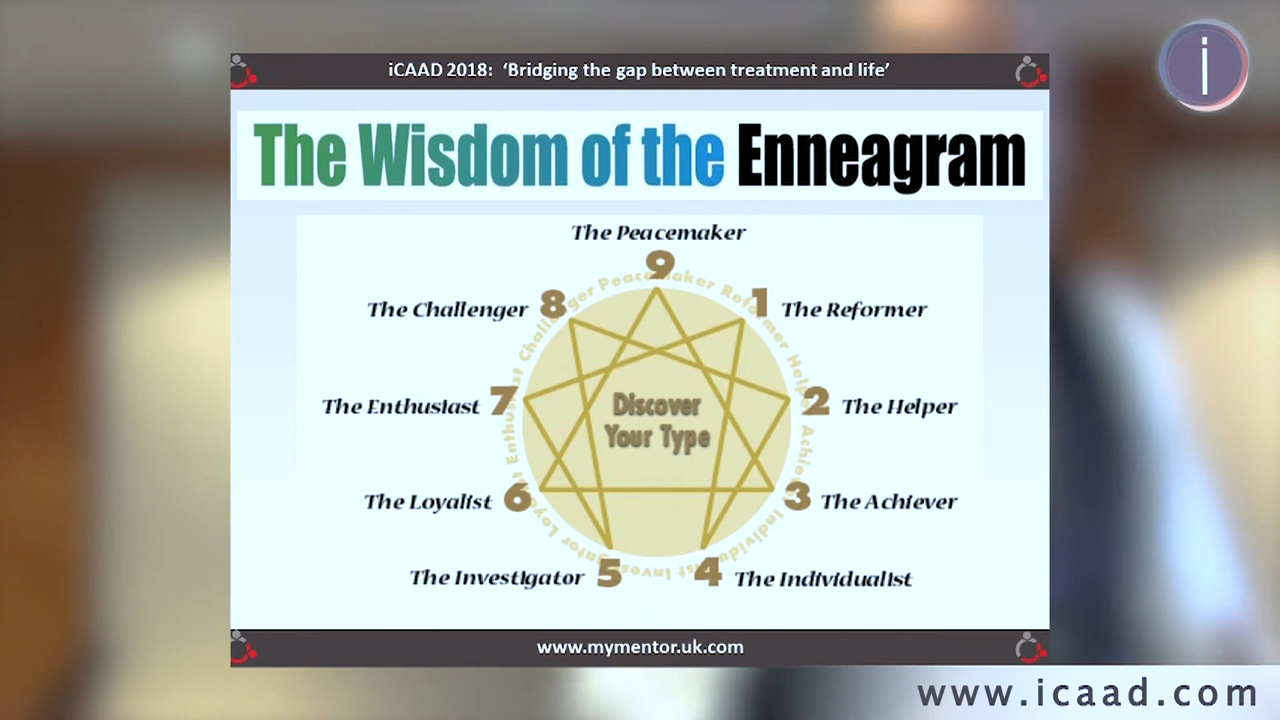 i
iCAAD 2018: ‘Bridging the gap between treatment and life’
The Wisdom of the Enneagram
The Peacemaker
9
The Challenger 8
1 The Reformer
The Enthusiast 7
2 The Helper
Discover
Your Type
The Loyalist 6
3 The Achiever
The Investigator 5
4 The Individualist
www.mymentor.uk.com
www.icaad.com